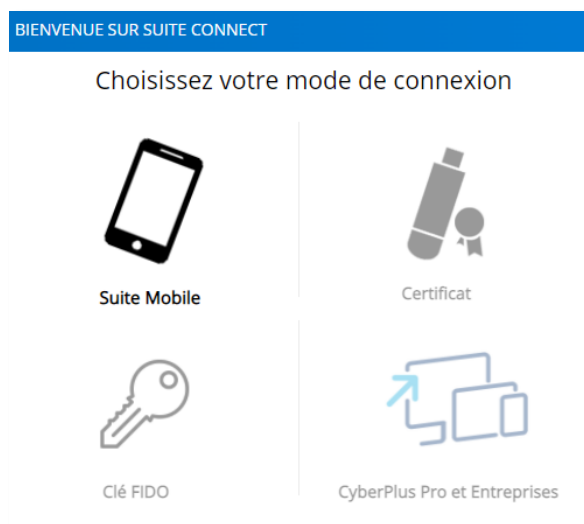 BIENVENUE SUR SUITE CONNECT
Choisissez votre mode de connexion
Suite Mobile
Certificat
Clé FIDO
CyberPlus Pro et Entreprises